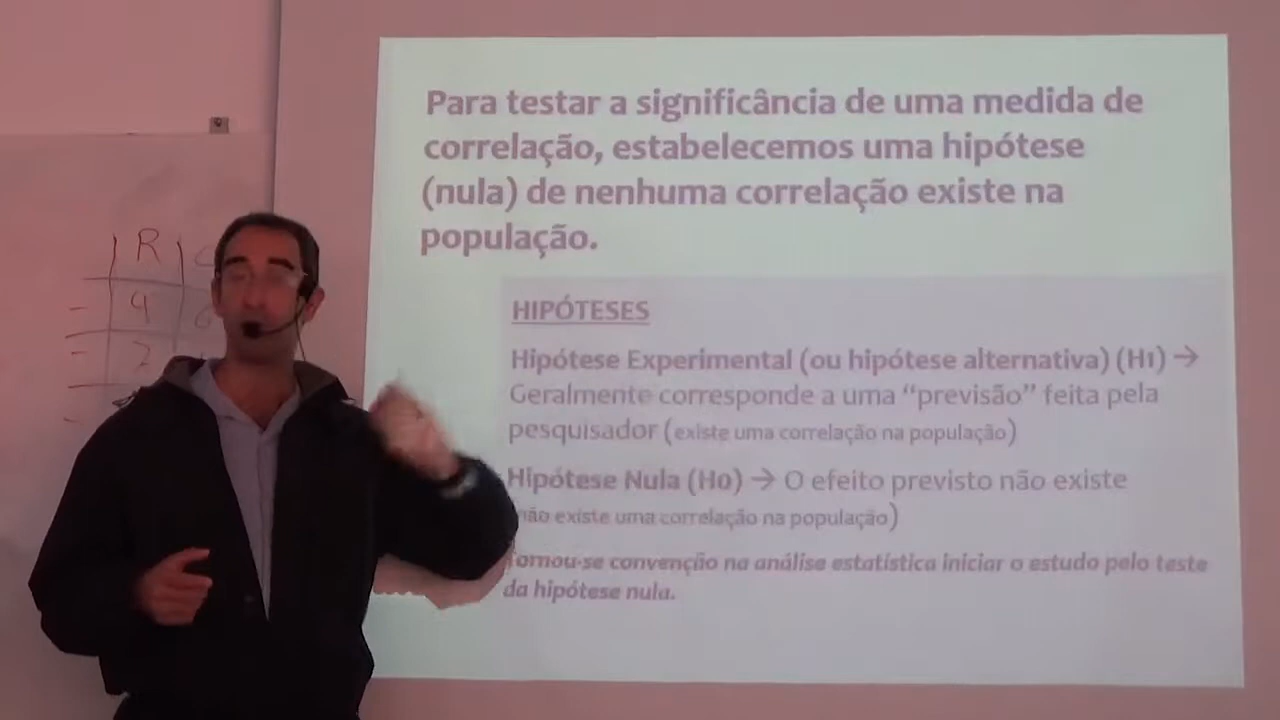 Para testar a significância de uma medida de
correlação, estabelecemos uma hipótese
(nula) de nenhuma correlação existe na
população.
HIPÓTESES
Hipótese Experimental (ou hipótese alternativa) (H1) →
Geralmente corresponde a uma “previsão” feita pela
pesquisador (existe uma correlação na população)
Hipótese Nula (H0) → O efeito previsto não existe
não existe uma correlação na população)
Tornou-se convenção na análise estatística iniciar o estudo pelo teste
da hipótese nula.
R
4
2